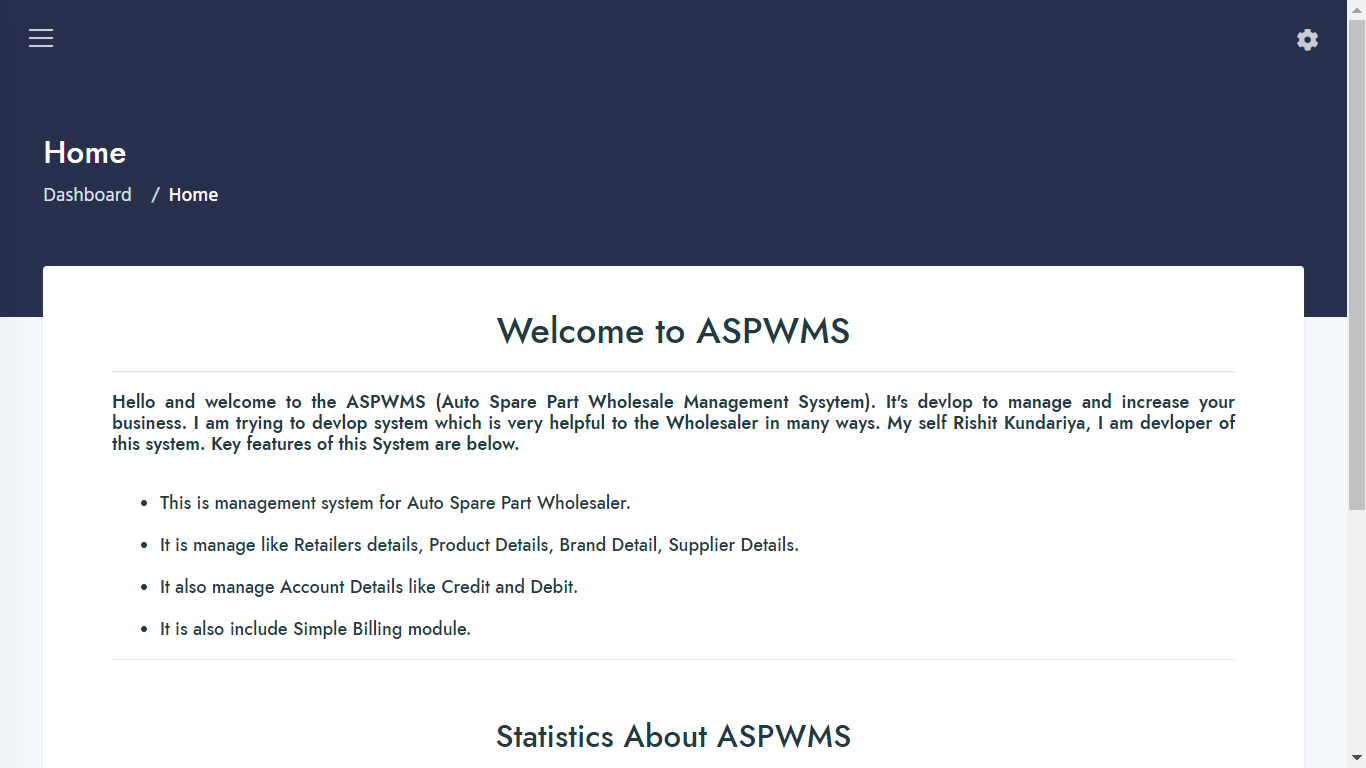 Home
Dashboard / Home
Welcome to ASPWMS
Hello and welcome to the ASPWMS (Auto Spare Part Wholesale Management Sysytem). It's devlop to manage and increase your
business. I am trying to devlop system which is very helpful to the Wholesaler in many ways. My self Rishit Kundariya, I am devloper of
this system. Key features of this System are below.
• This is management system for Auto Spare Part Wholesaler.
• It is manage like Retailers details, Product Details, Brand Detail, Supplier Details.
• It also manage Account Details like Credit and Debit.
• It is also include Simple Billing module.
Statistics About ASPWMS